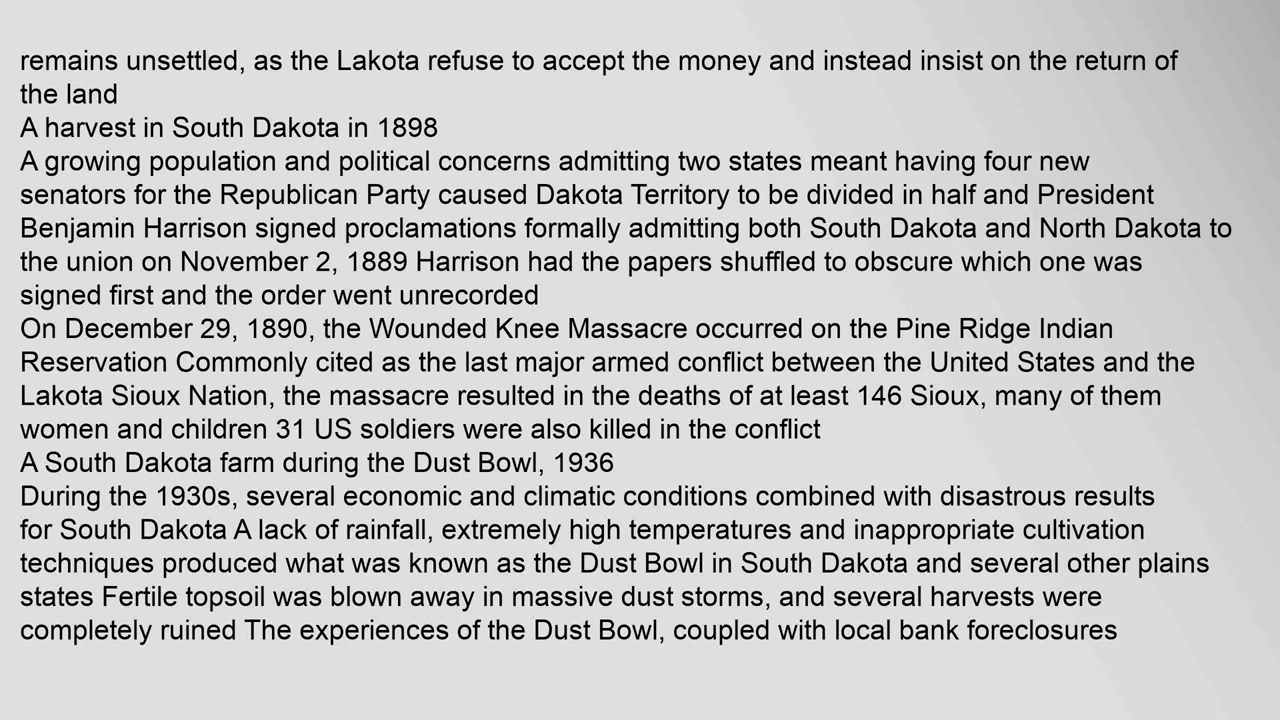 remains unsettled, as the Lakota refuse to accept the money and instead insist on the return of
the land
A harvest in South Dakota in 1898
A growing population and political concerns admitting two states meant having four new
senators for the Republican Party caused Dakota Territory to be divided in half and President
Benjamin Harrison signed proclamations formally admitting both South Dakota and North Dakota to
the union on November 2, 1889 Harrison had the papers shuffled to obscure which one was
signed first and the order went unrecorded
On December 29, 1890, the Wounded Knee Massacre occurred on the Pine Ridge Indian
Reservation Commonly cited as the last major armed conflict between the United States and the
Lakota Sioux Nation, the massacre resulted in the deaths of at least 146 Sioux, many of them
women and children 31 US soldiers were also killed in the conflict
A South Dakota farm during the Dust Bowl, 1936
During the 1930s, several economic and climatic conditions combined with disastrous results
for South Dakota A lack of rainfall, extremely high temperatures and inappropriate cultivation
techniques produced what was known as the Dust Bowl in South Dakota and several other plains
states Fertile topsoil was blown away in massive dust storms, and several harvests were
completely ruined The experiences of the Dust Bowl, coupled with local bank foreclosures